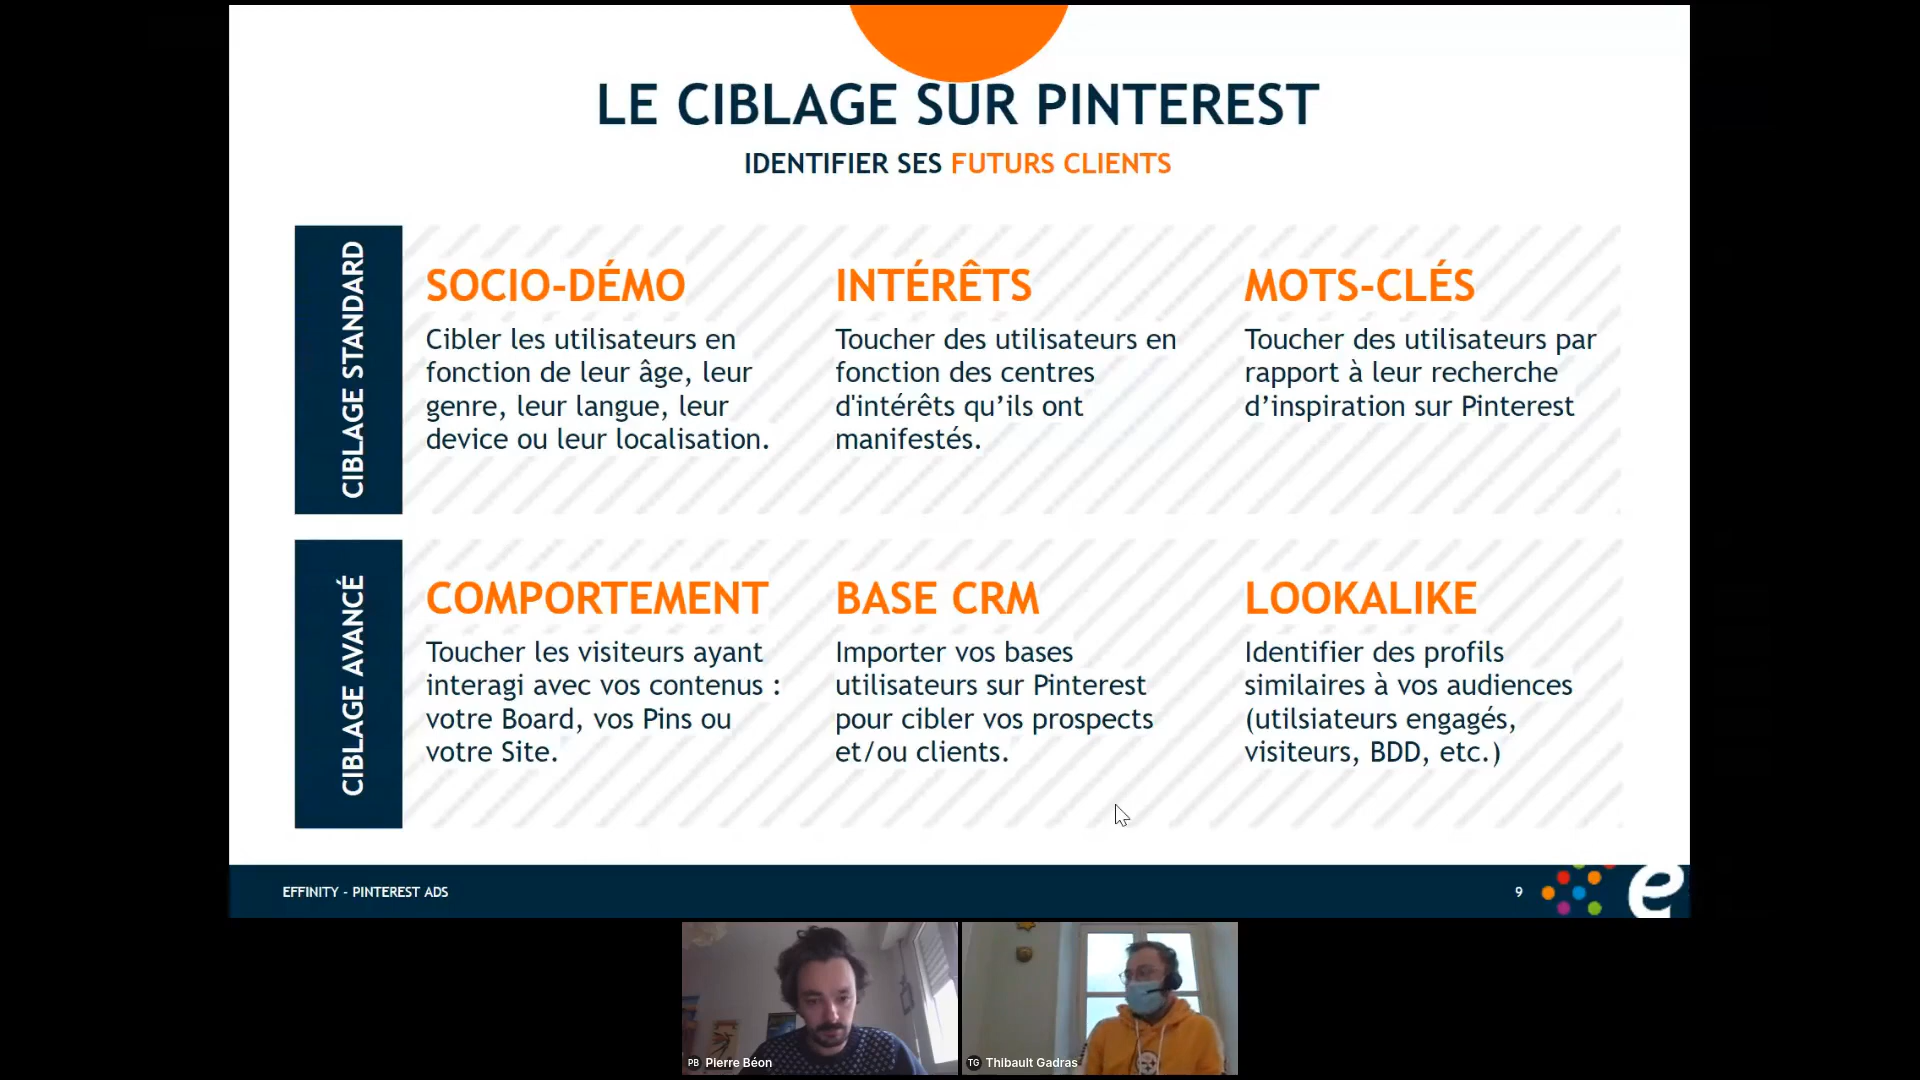 LE CIBLAGE SUR PINTEREST
IDENTIFIER SES FUTURS CLIENTS
CIBLAGE STANDARD
SOCIO-DÉMO
Cibler les utilisateurs en
fonction de leur âge, leur
genre, leur langue, leur
device ou leur localisation.
INTÉRÊTS
Toucher des utilisateurs en
fonction des centres
d'intérêts qu’ils ont
manifestés.
MOTS-CLÉS
Toucher des utilisateurs par
rapport à leur recherche
d’inspiration sur Pinterest
CIBLAGE AVANCÉ
COMPORTEMENT
Toucher les visiteurs ayant
interagi avec vos contenus :
votre Board, vos Pins ou
votre Site.
BASE CRM
Importer vos bases
utilisateurs sur Pinterest
pour cibler vos prospects
et/ou clients.
LOOKALIKE
Identifier des profils
similaires à vos audiences
(utilsiateurs engagés,
visiteurs, BDD, etc.)
EFFINITY - PINTEREST ADS
9
e
PB Pierre Béon
TG Thibault Gadras